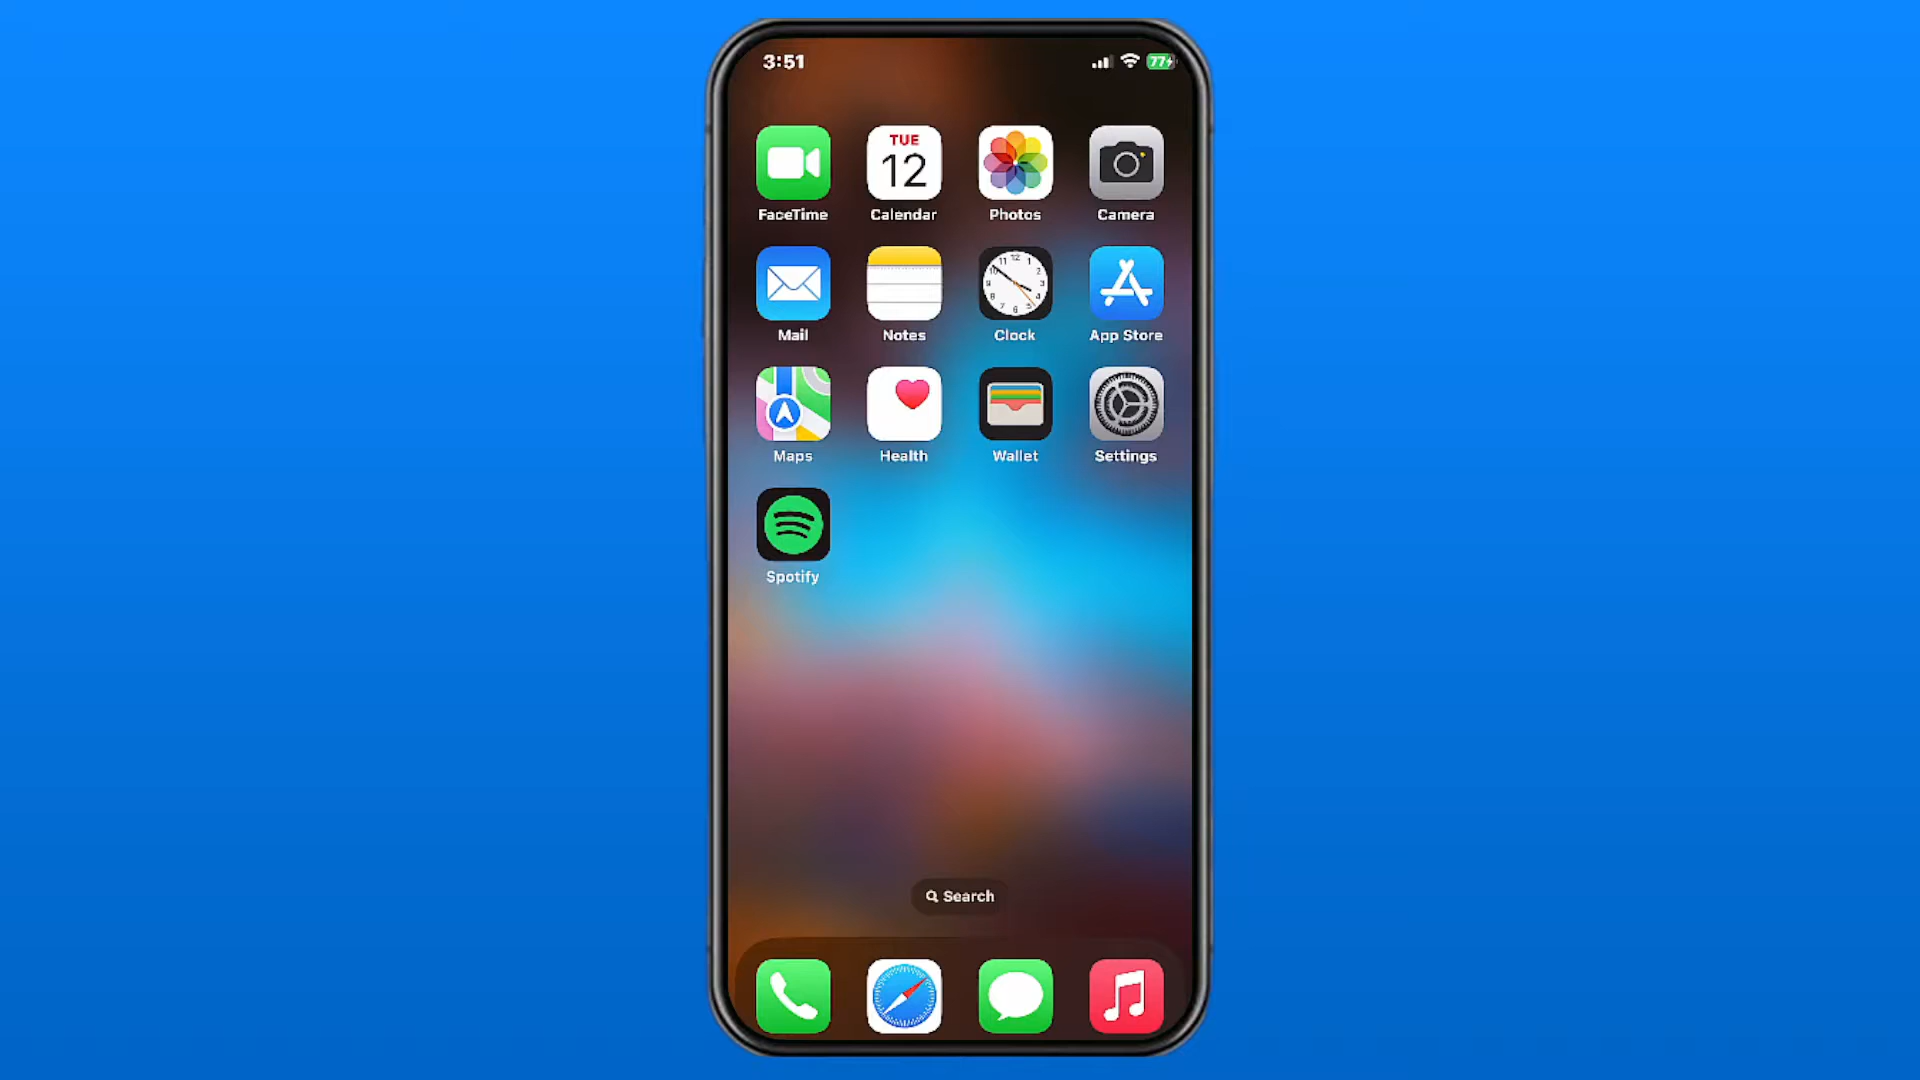 3:51
77
TUE
12
FaceTime Calendar Photos Camera
Mail Notes Clock App Store
Maps Health Wallet Settings
Spotify
Search